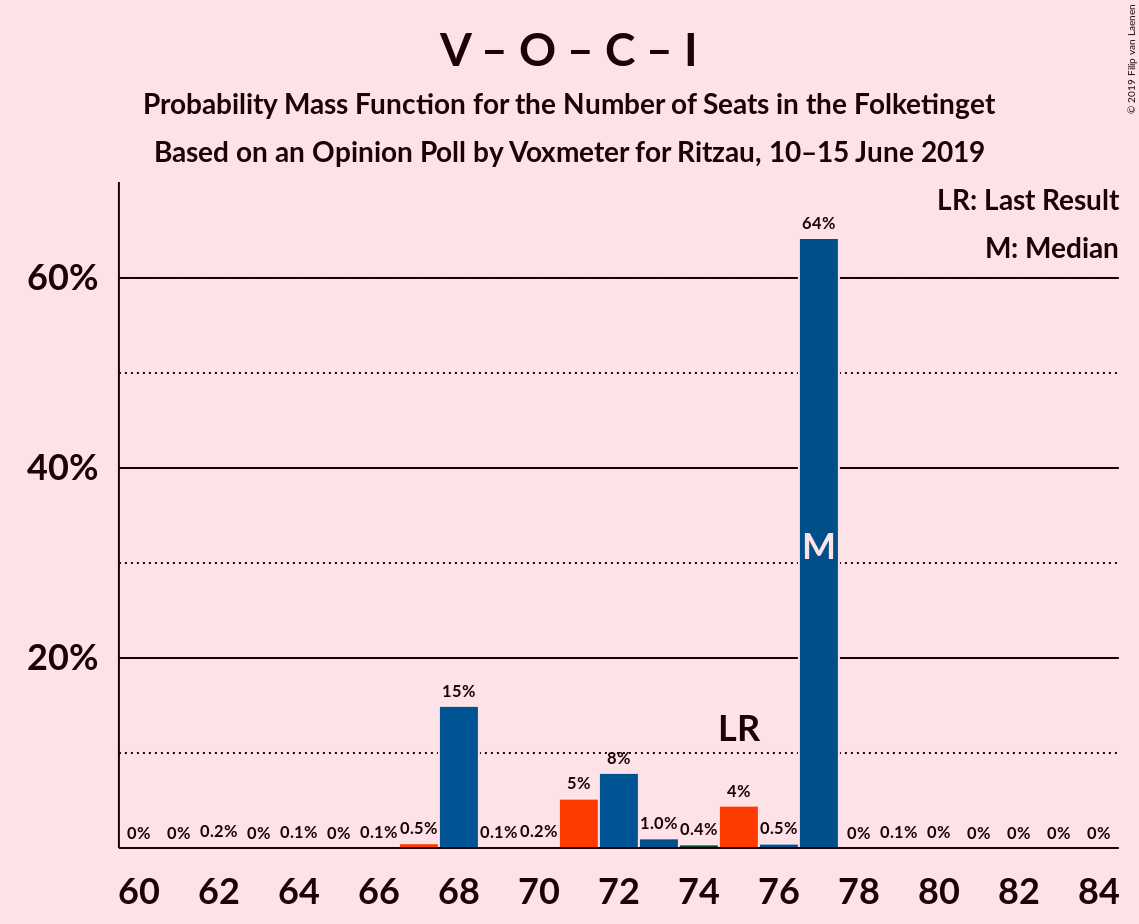 V – O – C – I
Probability Mass Function for the Number of Seats in the Folketinget
Based on an Opinion Poll by Voxmeter for Ritzau, 10–15 June 2019
© 2019 Filip van Laenen
LR: Last Result
M: Median
60%
40%
20%
0% 0% 0.2% 0% 0.1% 0% 0.1% 0.5% 15% 0.1% 0.2% 5% 8% 1.0% 0.4% 4% 0.5% 64% 0% 0.1% 0% 0% 0% 0% 0%
LR
M
60 62 64 66 68 70 72 74 76 78 80 82 84